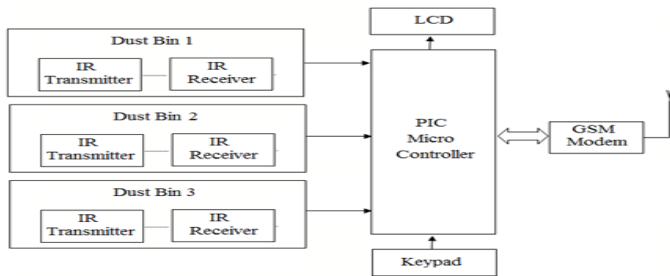 LCD
Dust Bin 1
IR
Transmitter
IR
Receiver
Dust Bin 2
IR
Transmitter
IR
Receiver
Dust Bin 3
IR
Transmitter
IR
Receiver
PIC
Micro
Controller
GSM
Modem
Keypad